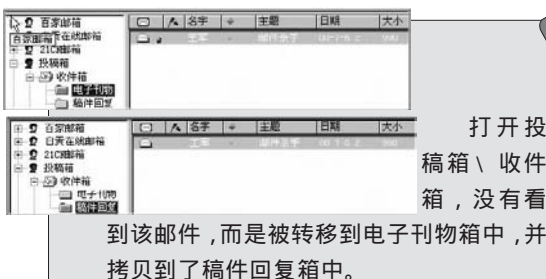 百家邮箱
名字 主题 日期 大小
百家邮箱
在线邮箱
21CN邮箱
投稿箱
收件箱
电子刊物
稿件回复
百家邮箱
名字 主题 日期 大小
在线邮箱
21CN邮箱
投稿箱
收件箱
电子刊物
稿件回复
打开投
稿箱\ 收件
箱，没有看
到该邮件，而是被转移到电子刊物箱中，并
拷贝到了稿件回复箱中。